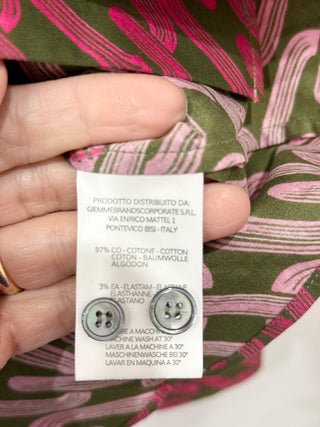 PRODOTTO DISTRIBUITO DA:
GIEMMEBRANDSCORPORATE S.R.L.
VIA ENRICO MATTEI, 1
PONTEVICO (BS) - ITALY
97% CO - COTONE - COTTON
COTON - BAUMWOLLE
ALGODON
3% EA - ELASTAM - ELASTANE
ELASTHANNE -
ELASTANO
A MACCHINA
MACHINE WASH AT 30°
LAVER A LA MACHINE A 30°
MASCHINENWASCHE BEI 30°
LAVAR EN MAQUINA A 30°